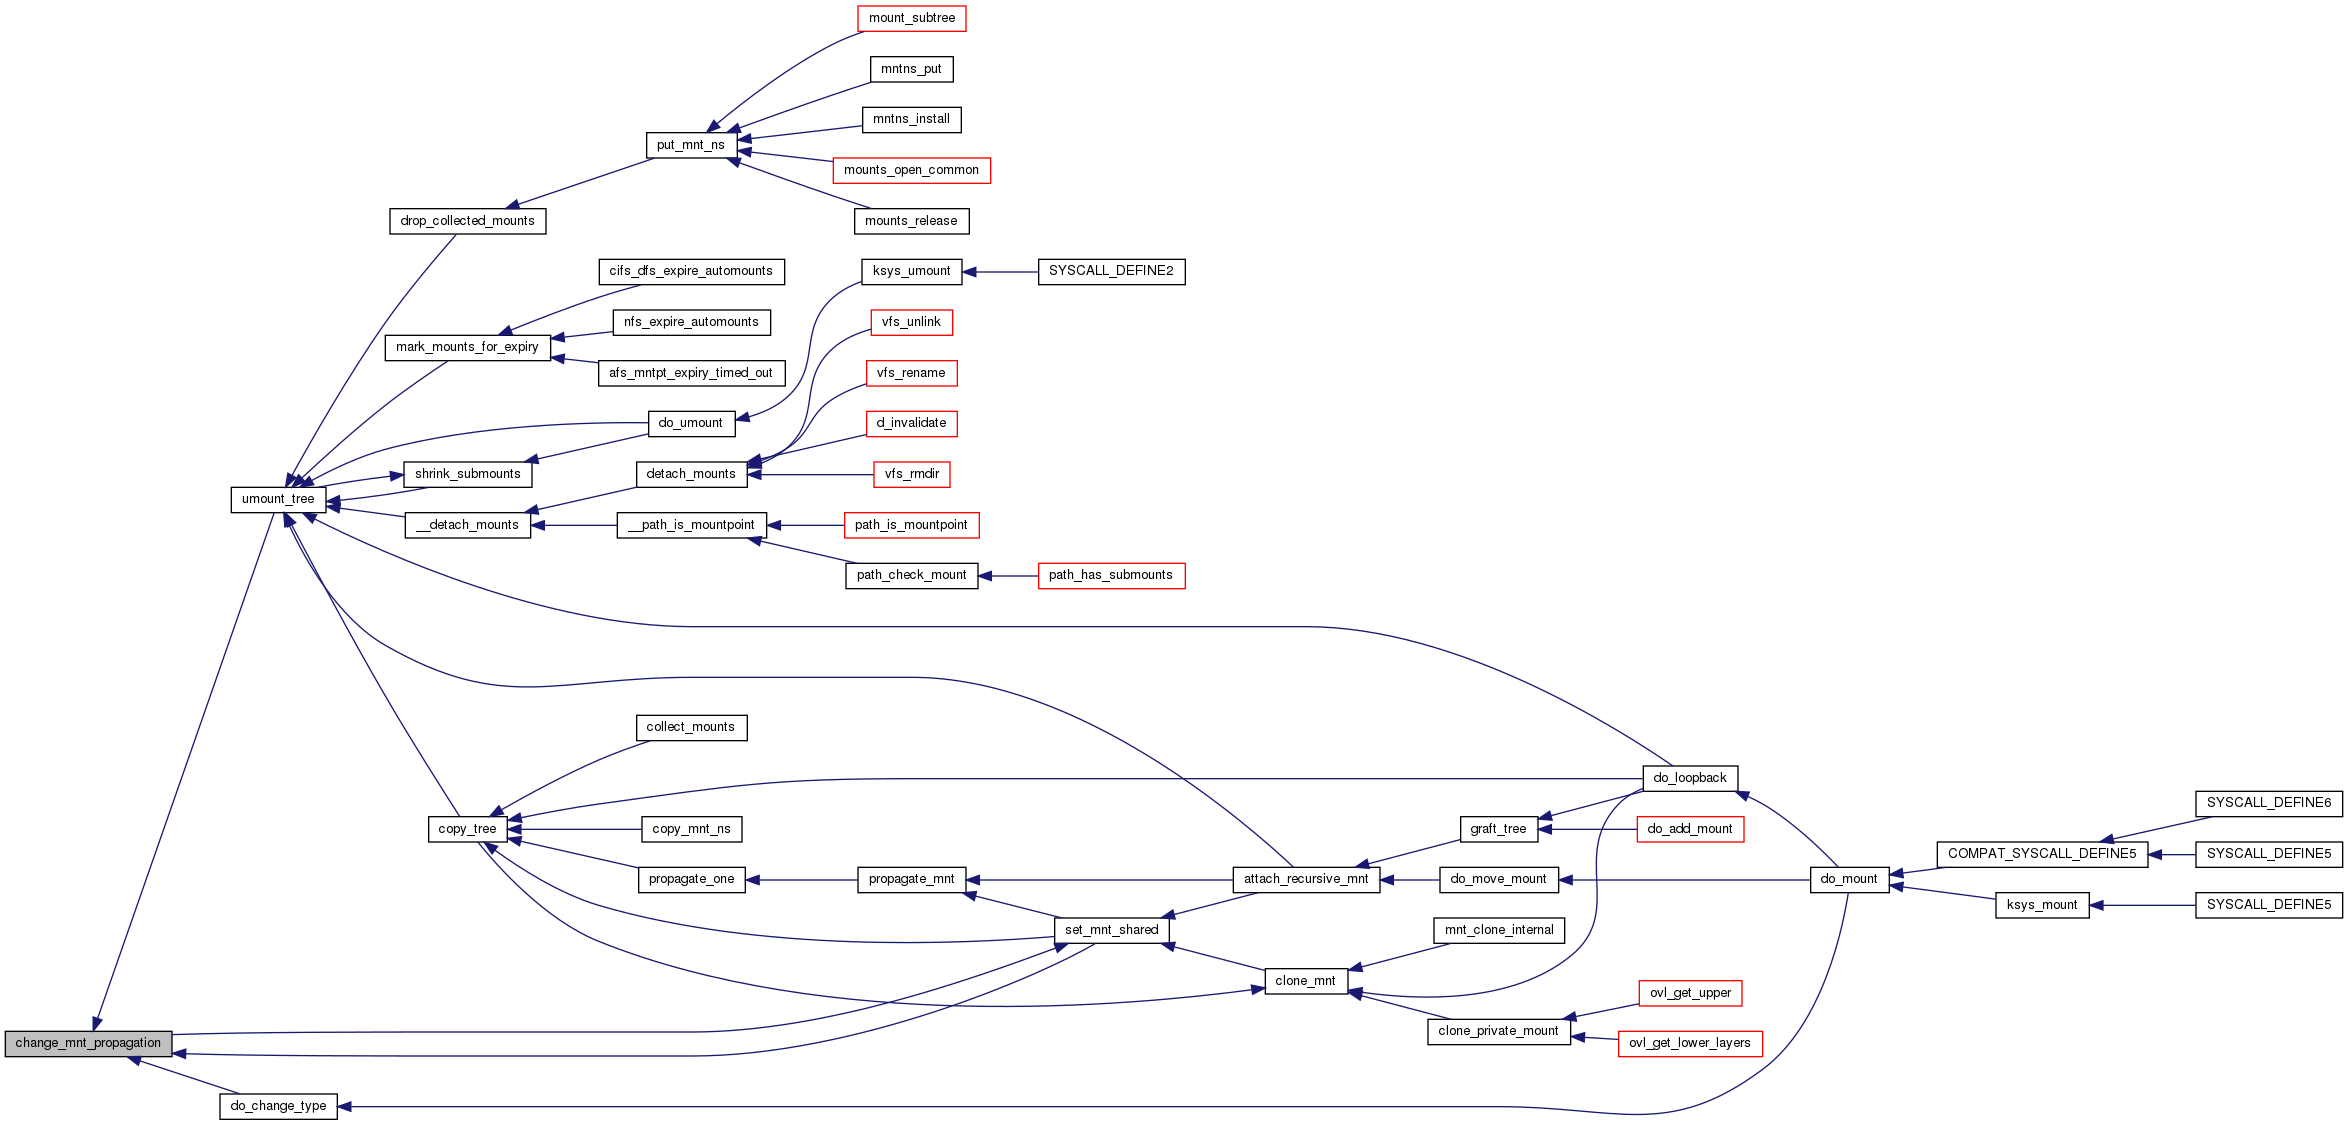 mount_subtree
mntns_put
mntns_install
put_mnt_ns
mounts_open_common
drop_collected_mounts
mounts_release
cifs_dfs_expire_automounts
ksys_umount
SYSCALL_DEFINE2
nfs_expire_automounts
vfs_unlink
mark_mounts_for_expiry
afs_mntpt_expiry_timed_out
vfs_rename
do_umount
d_invalidate
shrink_submounts
detach_mounts
vfs_rmdir
umount_tree
__detach_mounts
__path_is_mountpoint
path_is_mountpoint
path_check_mount
path_has_submounts
collect_mounts
do_loopback
SYSCALL_DEFINE6
copy_tree
copy_mnt_ns
graft_tree
do_add_mount
COMPAT_SYSCALL_DEFINE5
SYSCALL_DEFINE5
propagate_one
propagate_mnt
attach_recursive_mnt
do_move_mount
do_mount
ksys_mount
SYSCALL_DEFINE5
set_mnt_shared
mnt_clone_internal
clone_mnt
ovl_get_upper
clone_private_mount
change_mnt_propagation
ovl_get_lower_layers
do_change_type